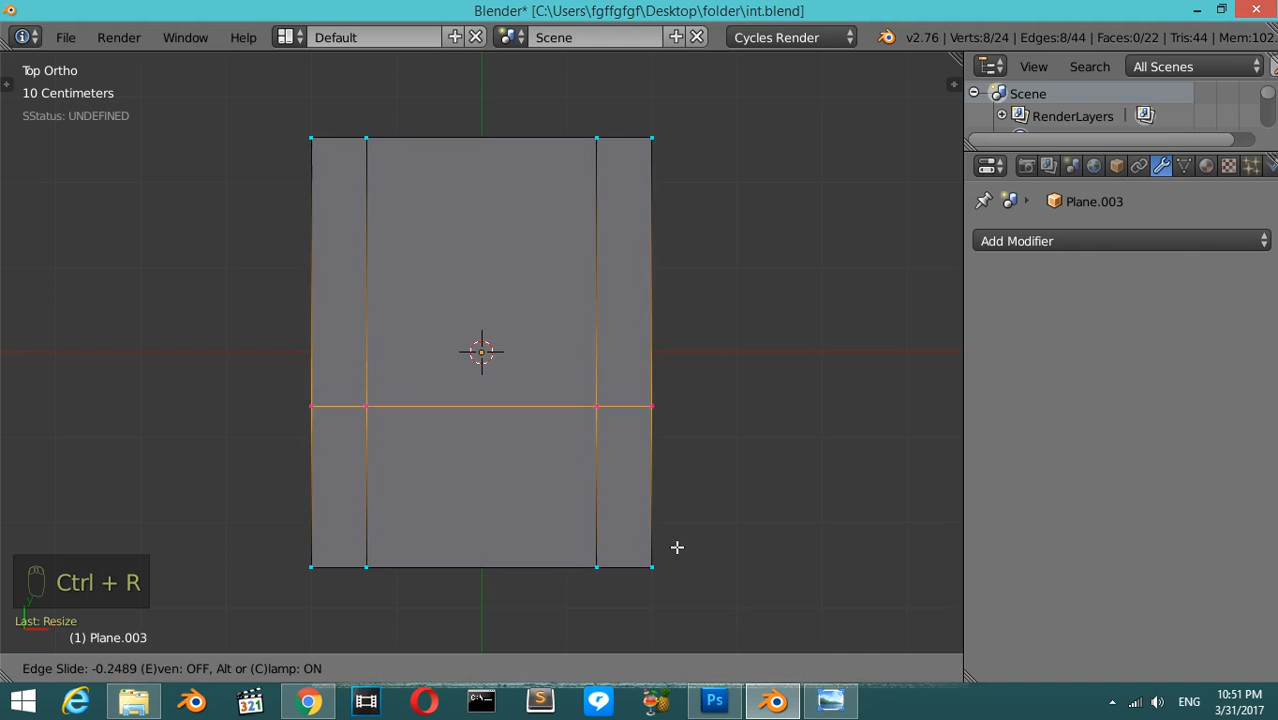 Blender* [C:\Users\fgffgfgf\Desktop\folder\int.blend]
File Render Window Help Default Scene Cycles Render v2.76 | Verts:8/24 | Edges:8/44 | Faces:0/22 | Tris:44 | Mem:102.
Top Ortho
10 Centimeters
SStatus: UNDEFINED
View Search All Scenes
Scene
RenderLayers
Plane.003
Add Modifier
Ctrl + R
y
Last: Resize
(1) Plane.003
Edge Slide: -0.2489 (E)ven: OFF, Alt or (C)lamp: ON
321
Ps
ENG
10:51 PM
3/31/2017